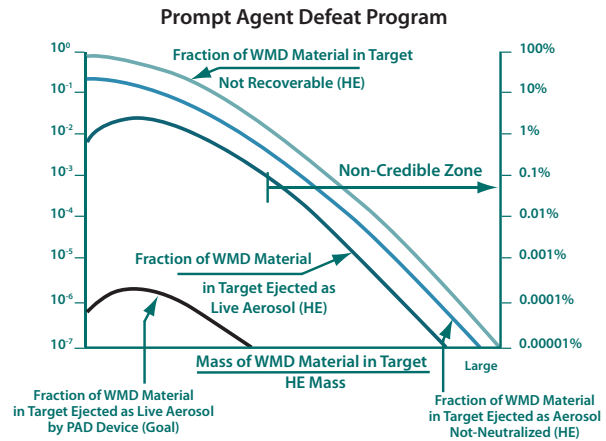 Prompt Agent Defeat Program
10⁰
10⁻¹
10⁻²
10⁻³
10⁻⁴
10⁻⁵
10⁻⁶
10⁻⁷
100%
10%
1%
0.1%
0.01%
0.001%
0.0001%
0.00001%
Fraction of WMD Material in Target
Not Recoverable (HE)
Non-Credible Zone
Fraction of WMD Material
in Target Ejected as
Live Aerosol (HE)
Mass of WMD Material in Target
HE Mass
Large
Fraction of WMD Material
in Target Ejected as Live Aerosol
by PAD Device (Goal)
Fraction of WMD Material
in Target Ejected as Aerosol
Not-Neutralized (HE)